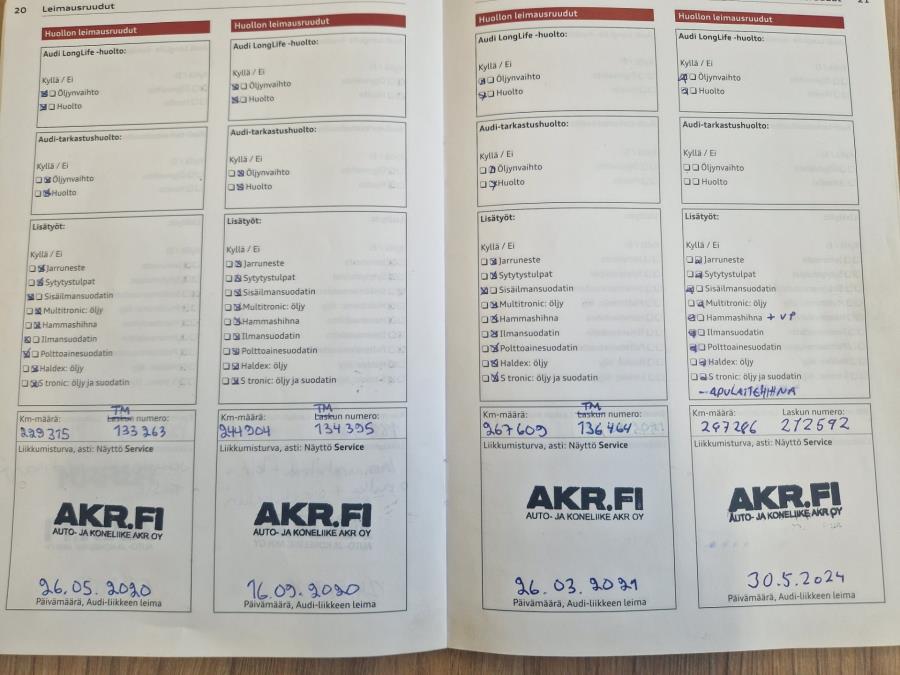 20 Leimausruudut
Huollon leimausruudut
Audi LongLife -huolto:
Kyllä / Ei
Öljynvaihto
Huolto
Audi-tarkastushuolto:
Kyllä / Ei
Öljynvaihto
Huolto
Lisätyöt:
Kyllä / Ei
Jarruneste
Sytytystulpat
Sisäilmansuodatin
Multitronic: öljy
Hammashihna
Ilmansuodatin
Polttoainesuodatin
Haldex: öljy
S tronic: öljy ja suodatin
TM
Km-määrä: Laskun numero:
229315 133263
Liikkumisturva, asti: Näyttö Service
AKR.FI
AUTO- JA KONELIIKE AKR OY
26.05.2020
Päivämäärä, Audi-liikkeen leima
Huollon leimausruudut
Audi LongLife -huolto:
Kyllä / Ei
Öljynvaihto
Huolto
Audi-tarkastushuolto:
Kyllä / Ei
Öljynvaihto
Huolto
Lisätyöt:
Kyllä / Ei
Jarruneste
Sytytystulpat
Sisäilmansuodatin
Multitronic: öljy
Hammashihna
Ilmansuodatin
Polttoainesuodatin
Haldex: öljy
S tronic: öljy ja suodatin
TM
Km-määrä: Laskun numero:
244904 134395
Liikkumisturva, asti: Näyttö Service
AKR.FI
AUTO- JA KONELIIKE AKR OY
16.09.2020
Päivämäärä, Audi-liikkeen leima
Huollon leimausruudut
Audi LongLife -huolto:
Kyllä / Ei
Öljynvaihto
Huolto
Audi-tarkastushuolto:
Kyllä / Ei
Öljynvaihto
Huolto
Lisätyöt:
Kyllä / Ei
Jarruneste
Sytytystulpat
Sisäilmansuodatin
Multitronic: öljy
Hammashihna
Ilmansuodatin
Polttoainesuodatin
Haldex: öljy
S tronic: öljy ja suodatin
TM
Km-määrä: Laskun numero:
267609 136464
Liikkumisturva, asti: Näyttö Service
AKR.FI
AUTO- JA KONELIIKE AKR OY
26.03.2021
Päivämäärä, Audi-liikkeen leima
Huollon leimausruudut
Audi LongLife -huolto:
Kyllä / Ei
Öljynvaihto
Huolto
Audi-tarkastushuolto:
Kyllä / Ei
Öljynvaihto
Huolto
Lisätyöt:
Kyllä / Ei
Jarruneste
Sytytystulpat
Sisäilmansuodatin
Multitronic: öljy
Hammashihna + VP
Ilmansuodatin
Polttoainesuodatin
Haldex: öljy
S tronic: öljy ja suodatin
- APULAITEHIHNA
Km-määrä: Laskun numero:
297286 212592
Liikkumisturva, asti: Näyttö Service
AKR.FI
AUTO- JA KONELIIKE AKR OY
30.5.2024
Päivämäärä, Audi-liikkeen leima